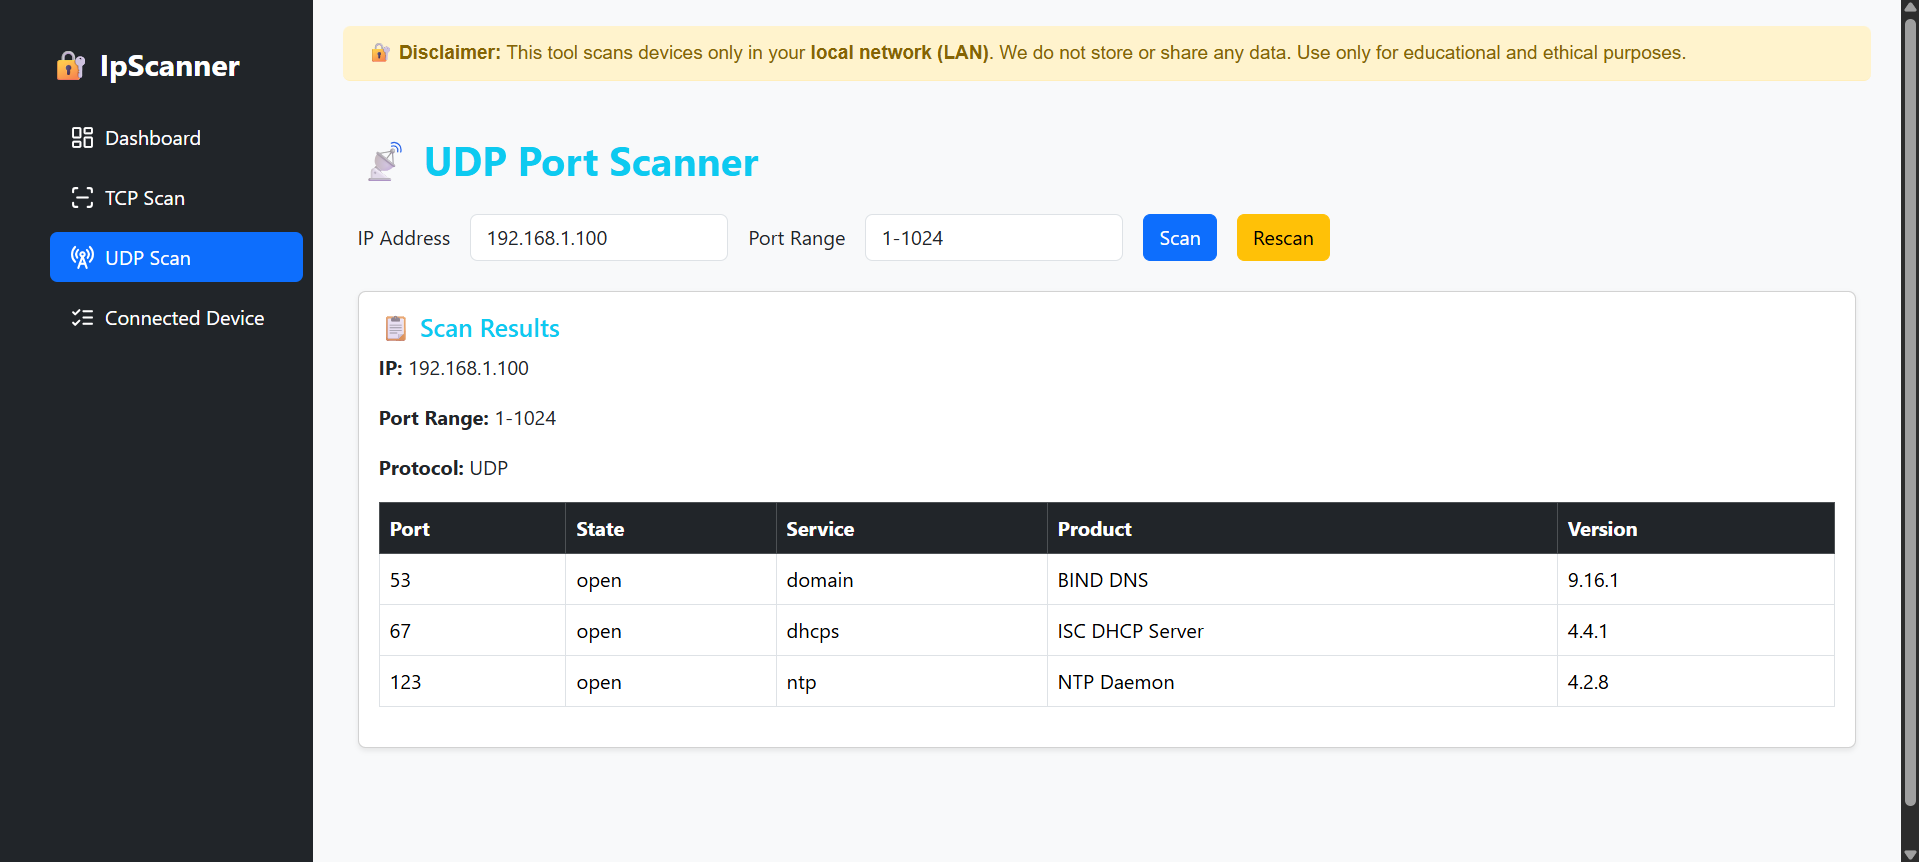 IpScanner
Dashboard
TCP Scan
UDP Scan
Connected Device
Disclaimer: This tool scans devices only in your local network (LAN). We do not store or share any data. Use only for educational and ethical purposes.
UDP Port Scanner
IP Address 192.168.1.100 Port Range 1-1024 Scan Rescan
Scan Results
IP: 192.168.1.100
Port Range: 1-1024
Protocol: UDP
Port State Service Product Version
53 open domain BIND DNS 9.16.1
67 open dhcps ISC DHCP Server 4.4.1
123 open ntp NTP Daemon 4.2.8